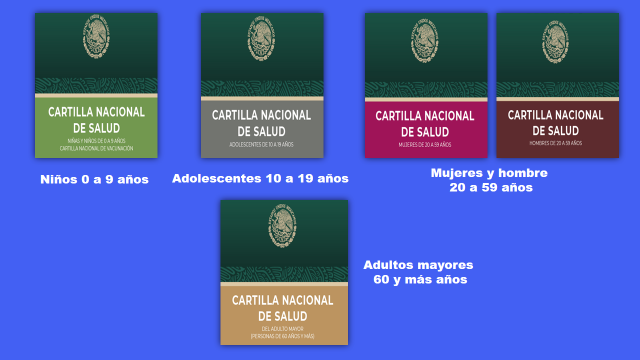 CARTILLA NACIONAL
DE SALUD
NIÑAS Y NIÑOS DE 0 A 9 AÑOS
CARTILLA NACIONAL DE VACUNACIÓN
Niños 0 a 9 años
CARTILLA NACIONAL
DE SALUD
ADOLESCENTES DE 10 A 19 AÑOS
Adolescentes 10 a 19 años
CARTILLA NACIONAL
DE SALUD
MUJERES DE 20 A 59 AÑOS
CARTILLA NACIONAL
DE SALUD
HOMBRES DE 20 A 59 AÑOS
Mujeres y hombre
20 a 59 años
CARTILLA NACIONAL
DE SALUD
DEL ADULTO MAYOR
(PERSONAS DE 60 AÑOS Y MÁS)
Adultos mayores
60 y más años